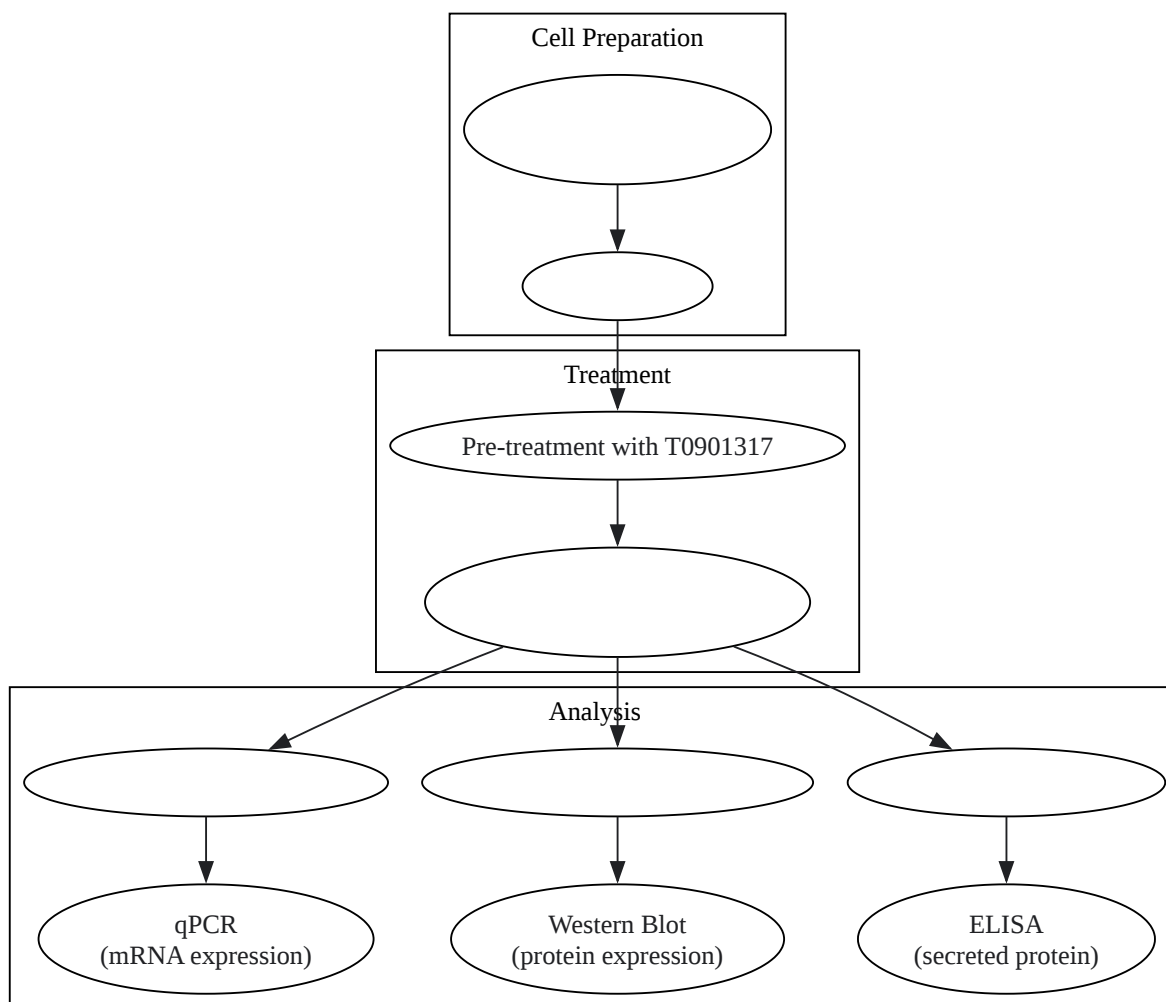 Cell Preparation
Treatment
Pre-treatment with T0901317
Analysis
qPCR
(mRNA expression)
Western Blot
(protein expression)
ELISA
(secreted protein)